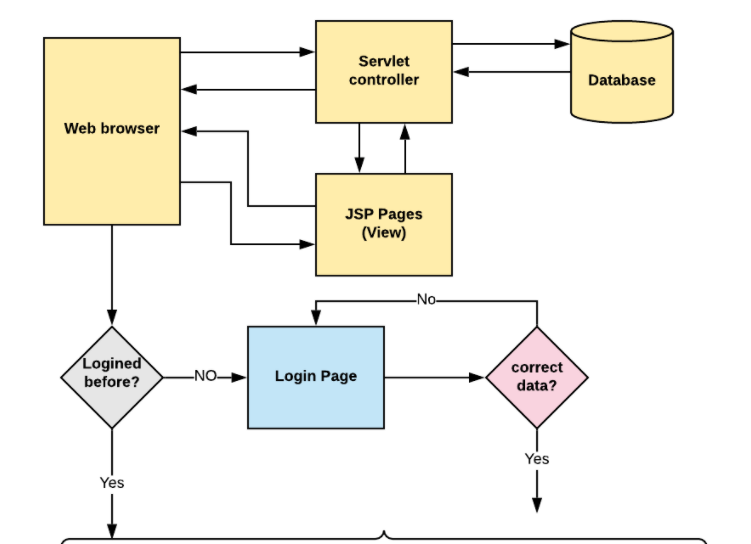 Servlet
controller
Database
Web browser
JSP Pages
(View)
No
Logined
before?
NO
Login Page
correct
data?
Yes
Yes